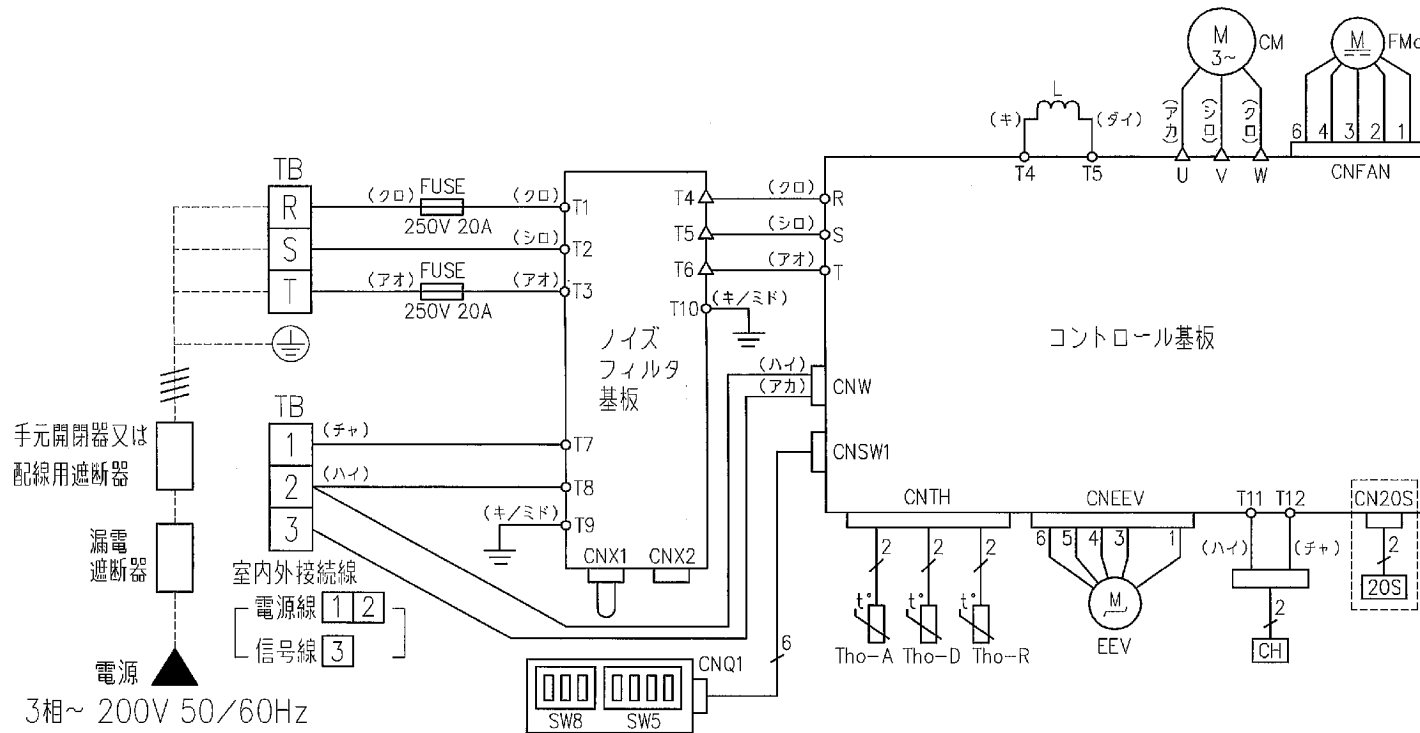 M
3~
CM
M
FMo
L
(キ)
(ダイ)
(アカ)
(シロ)
(クロ)
6 4 3 2 1
T4 T5 U V W CNFAN
TB
R
S
T
(クロ) FUSE (クロ) T1
250V 20A
(シロ) T2
(アオ) FUSE (アオ) T3
250V 20A
T4 (クロ) R
T5 (シロ) S
T6 (アオ) T
T10 (キ/ミド)
ノイズ
フィルタ
基板
コントロール基板
(ハイ)
(アカ)
CNW
CNSW1
手元開閉器又は
配線用遮断器
漏電
遮断器
電源
3相~ 200V 50/60Hz
TB
1 (チャ) T7
2 (ハイ) T8
3 (キ/ミド) T9
CNX1 CNX2
室内外接続線
電源線 1 2
信号線 3
CNQ1
6
SW8 SW5
CNTH
2 2 2
t° t° t°
Tho-A Tho-D Tho-R
CNEEV
6 5 4 3 1
M
EEV
T11 T12
(ハイ) (チャ)
2
CH
CN20S
2
20S